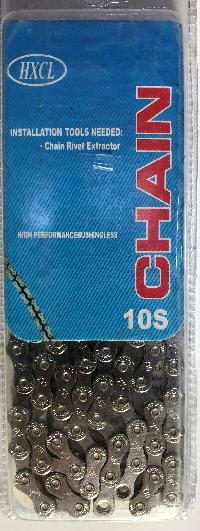 HXCL
INSTALLATION TOOLS NEEDED:
· Chain Rivet Extractor
HIGH PERFORMANCEBUSHINGLESS
CHAIN
10S